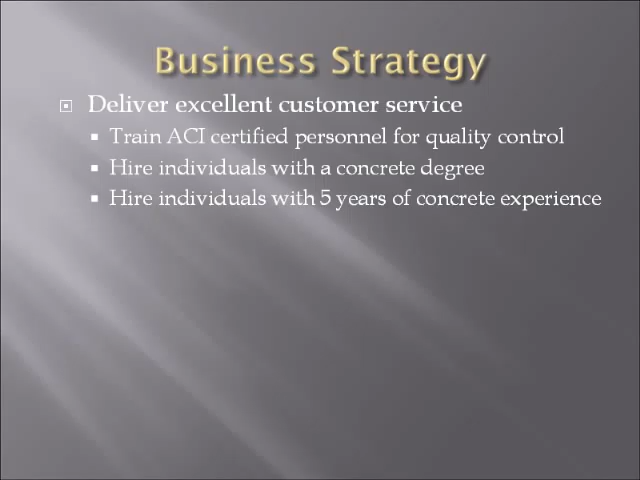 Business Strategy
Deliver excellent customer service
Train ACI certified personnel for quality control
Hire individuals with a concrete degree
Hire individuals with 5 years of concrete experience